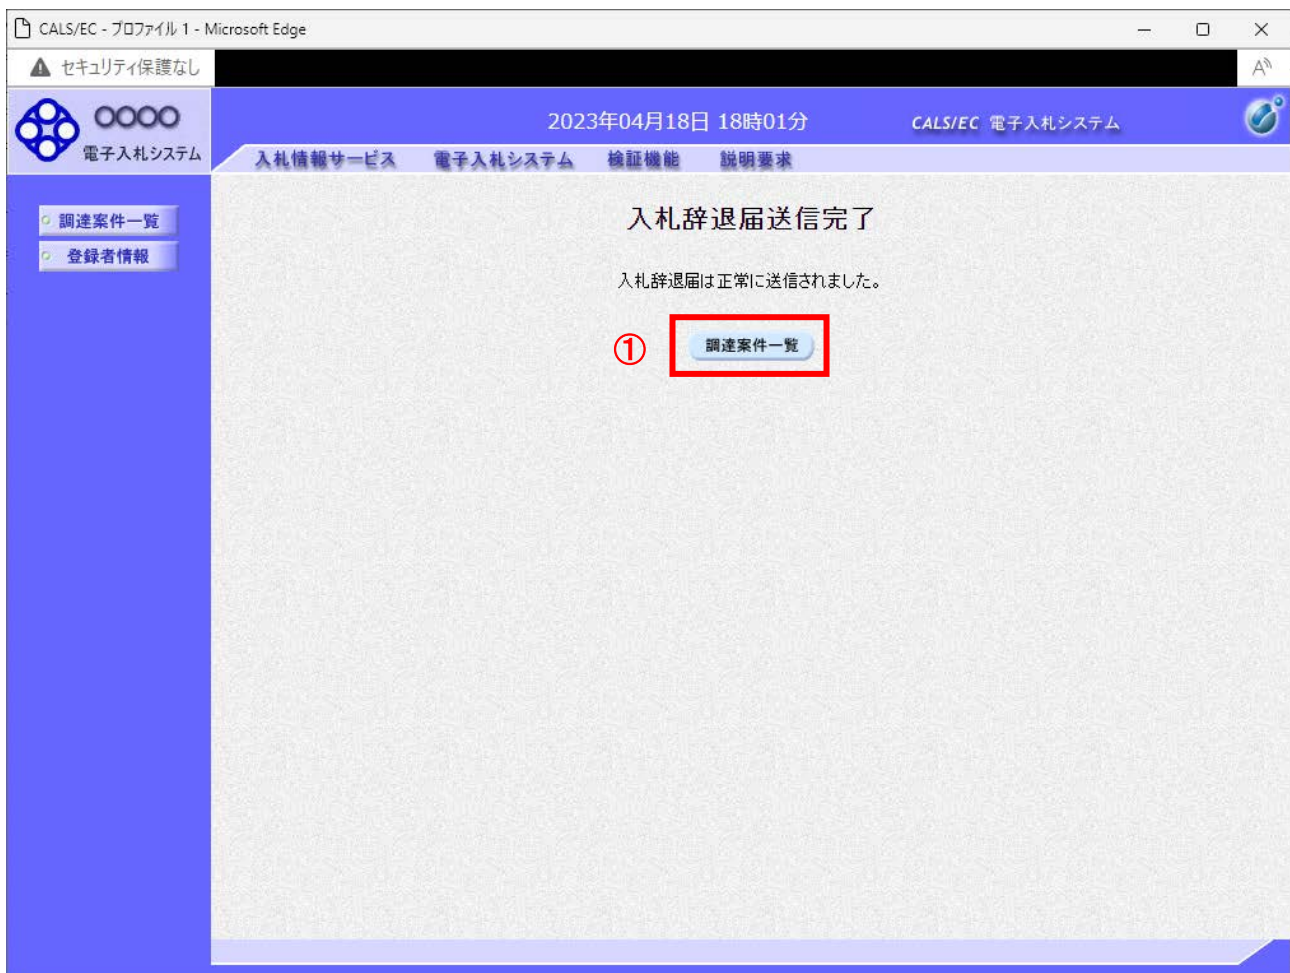 CALS/EC - プロファイル 1 - Microsoft Edge
セキュリティ保護なし
○○○○
電子入札システム
2023年04月18日 18時01分
CALS/EC 電子入札システム
入札情報サービス 電子入札システム 検証機能 説明要求
調達案件一覧
登録者情報
入札辞退届送信完了
入札辞退届は正常に送信されました。
① 調達案件一覧